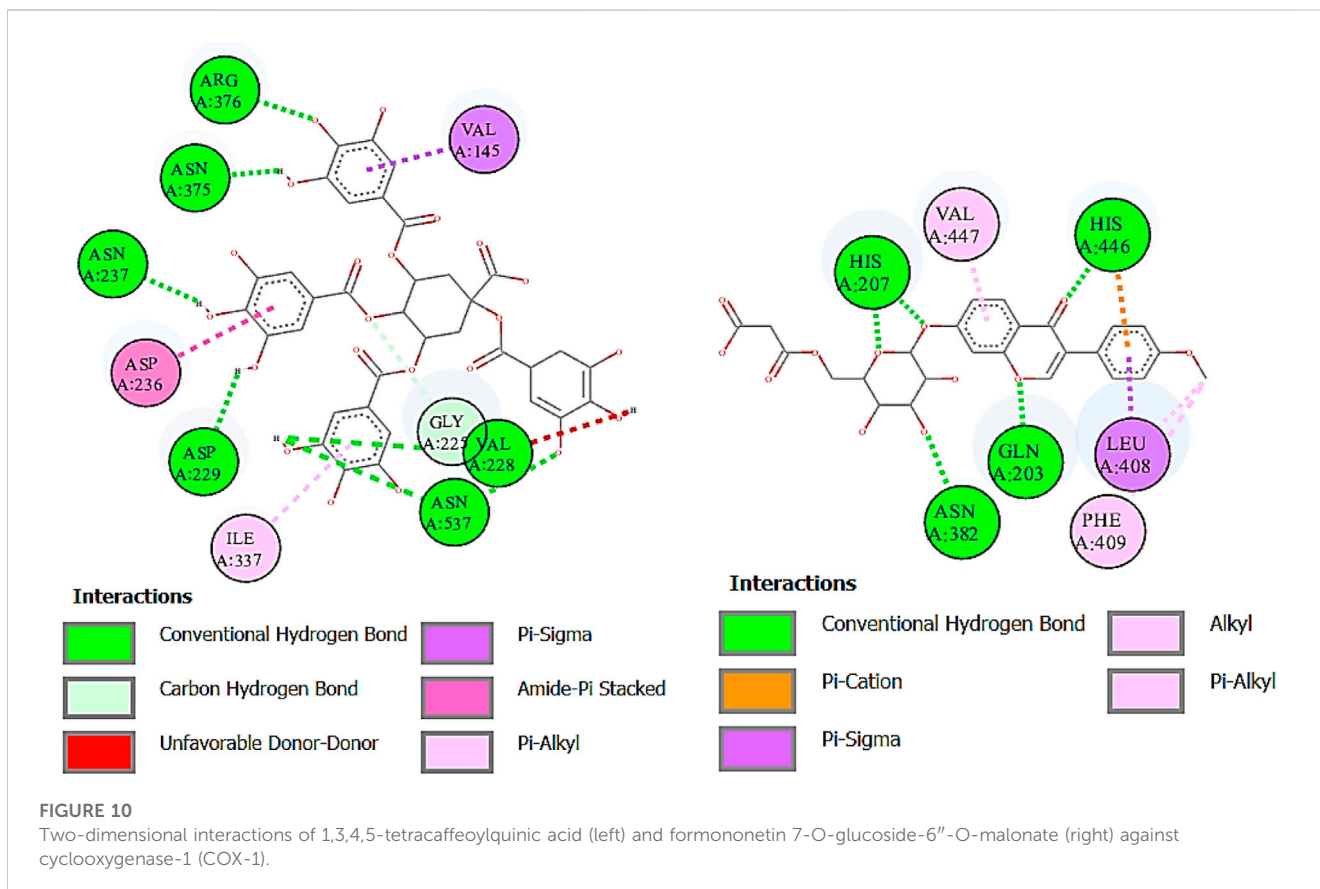 ARG
A:376
VAL
A:145
ASN
A:375
ASN
A:237
ASP
A:236
ASP
A:229
GLY
A:225
VAL
A:228
ASN
A:537
ILE
A:337
H
H
H
H
H
O
O
O
O
O
O
O
O
O
O
O
O
O
O
Interactions
Conventional Hydrogen Bond
Carbon Hydrogen Bond
Unfavorable Donor-Donor
Pi-Sigma
Amide-Pi Stacked
Pi-Alkyl
VAL
A:447
HIS
A:446
HIS
A:207
GLN
A:203
LEU
A:408
ASN
A:382
PHE
A:409
O
O
O
O
O
O
O
O
Interactions
Conventional Hydrogen Bond
Pi-Cation
Pi-Sigma
Alkyl
Pi-Alkyl
FIGURE 10
Two-dimensional interactions of 1,3,4,5-tetracaffeoylquinic acid (left) and formononetin 7-O-glucoside-6″-O-malonate (right) against
cyclooxygenase-1 (COX-1).